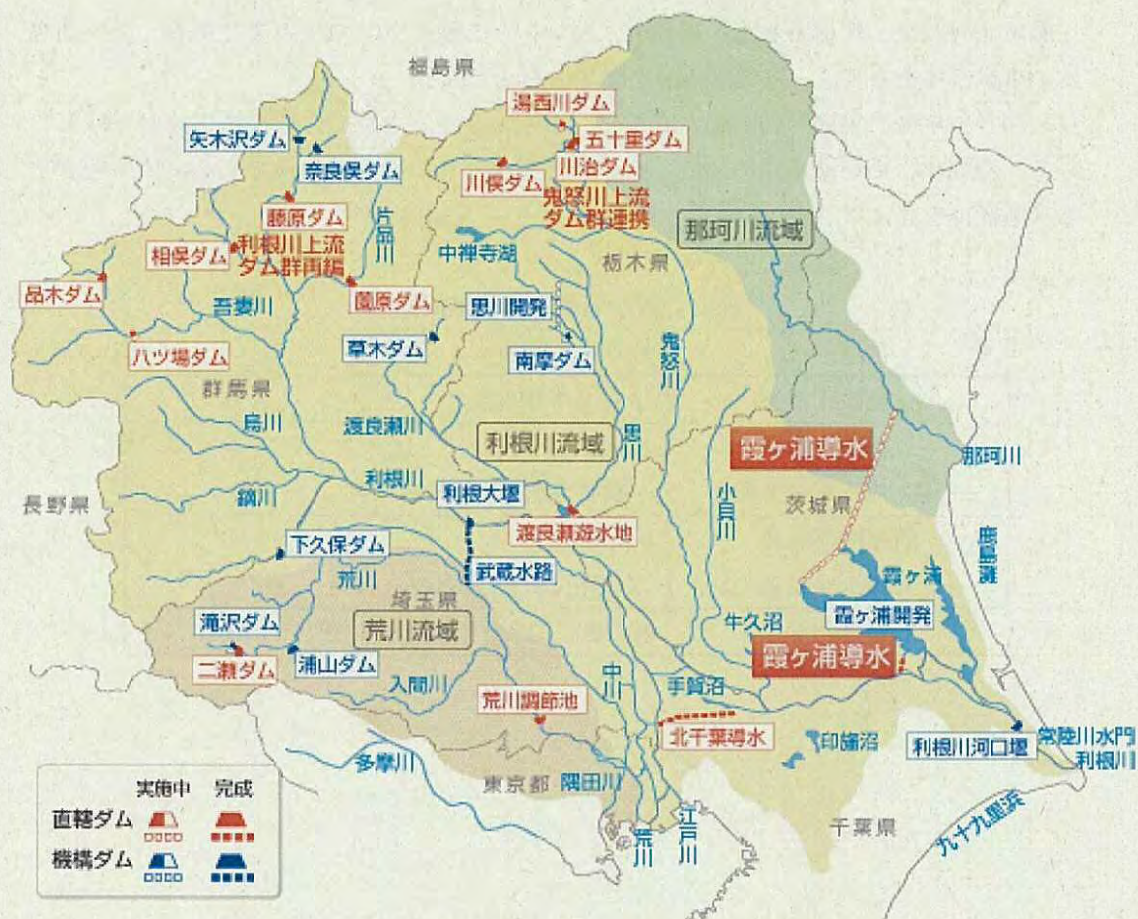 福島県
湯西川ダム
五十里ダム
川治ダム
川俣ダム
鬼怒川上流
ダム群連携
矢木沢ダム
奈良俣ダム
藤原ダム
片品川
相俣ダム
利根川上流
ダム群再編
薗原ダム
品木ダム
吾妻川
八ツ場ダム
群馬県
中禅寺湖
栃木県
那珂川流域
思川開発
草木ダム
南摩ダム
鬼怒川
烏川
渡良瀬川
利根川流域
思川
霞ヶ浦導水
那珂川
長野県
鏑川
利根川
利根大堰
小貝川
茨城県
渡良瀬遊水地
鹿島灘
下久保ダム
荒川
武蔵水路
埼玉県
霞ヶ浦
霞ヶ浦開発
滝沢ダム
荒川流域
牛久沼
二瀬ダム
浦山ダム
霞ヶ浦導水
入間川
荒川調節池
中川
手賀沼
北千葉導水
印旛沼
利根川河口堰
常陸川水門
利根川
多摩川
東京都
隅田川
荒川
江戸川
千葉県
九十九里浜
実施中 完成
直轄ダム
機構ダム